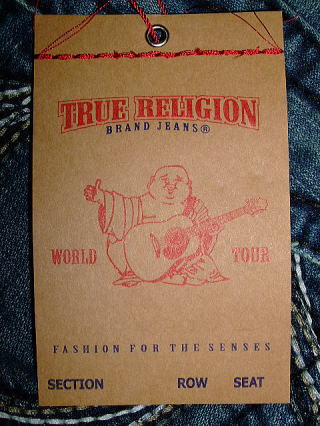 TRUE RELIGION
BRAND JEANS®
WORLD TOUR
FASHION FOR THE SENSES
SECTION ROW SEAT